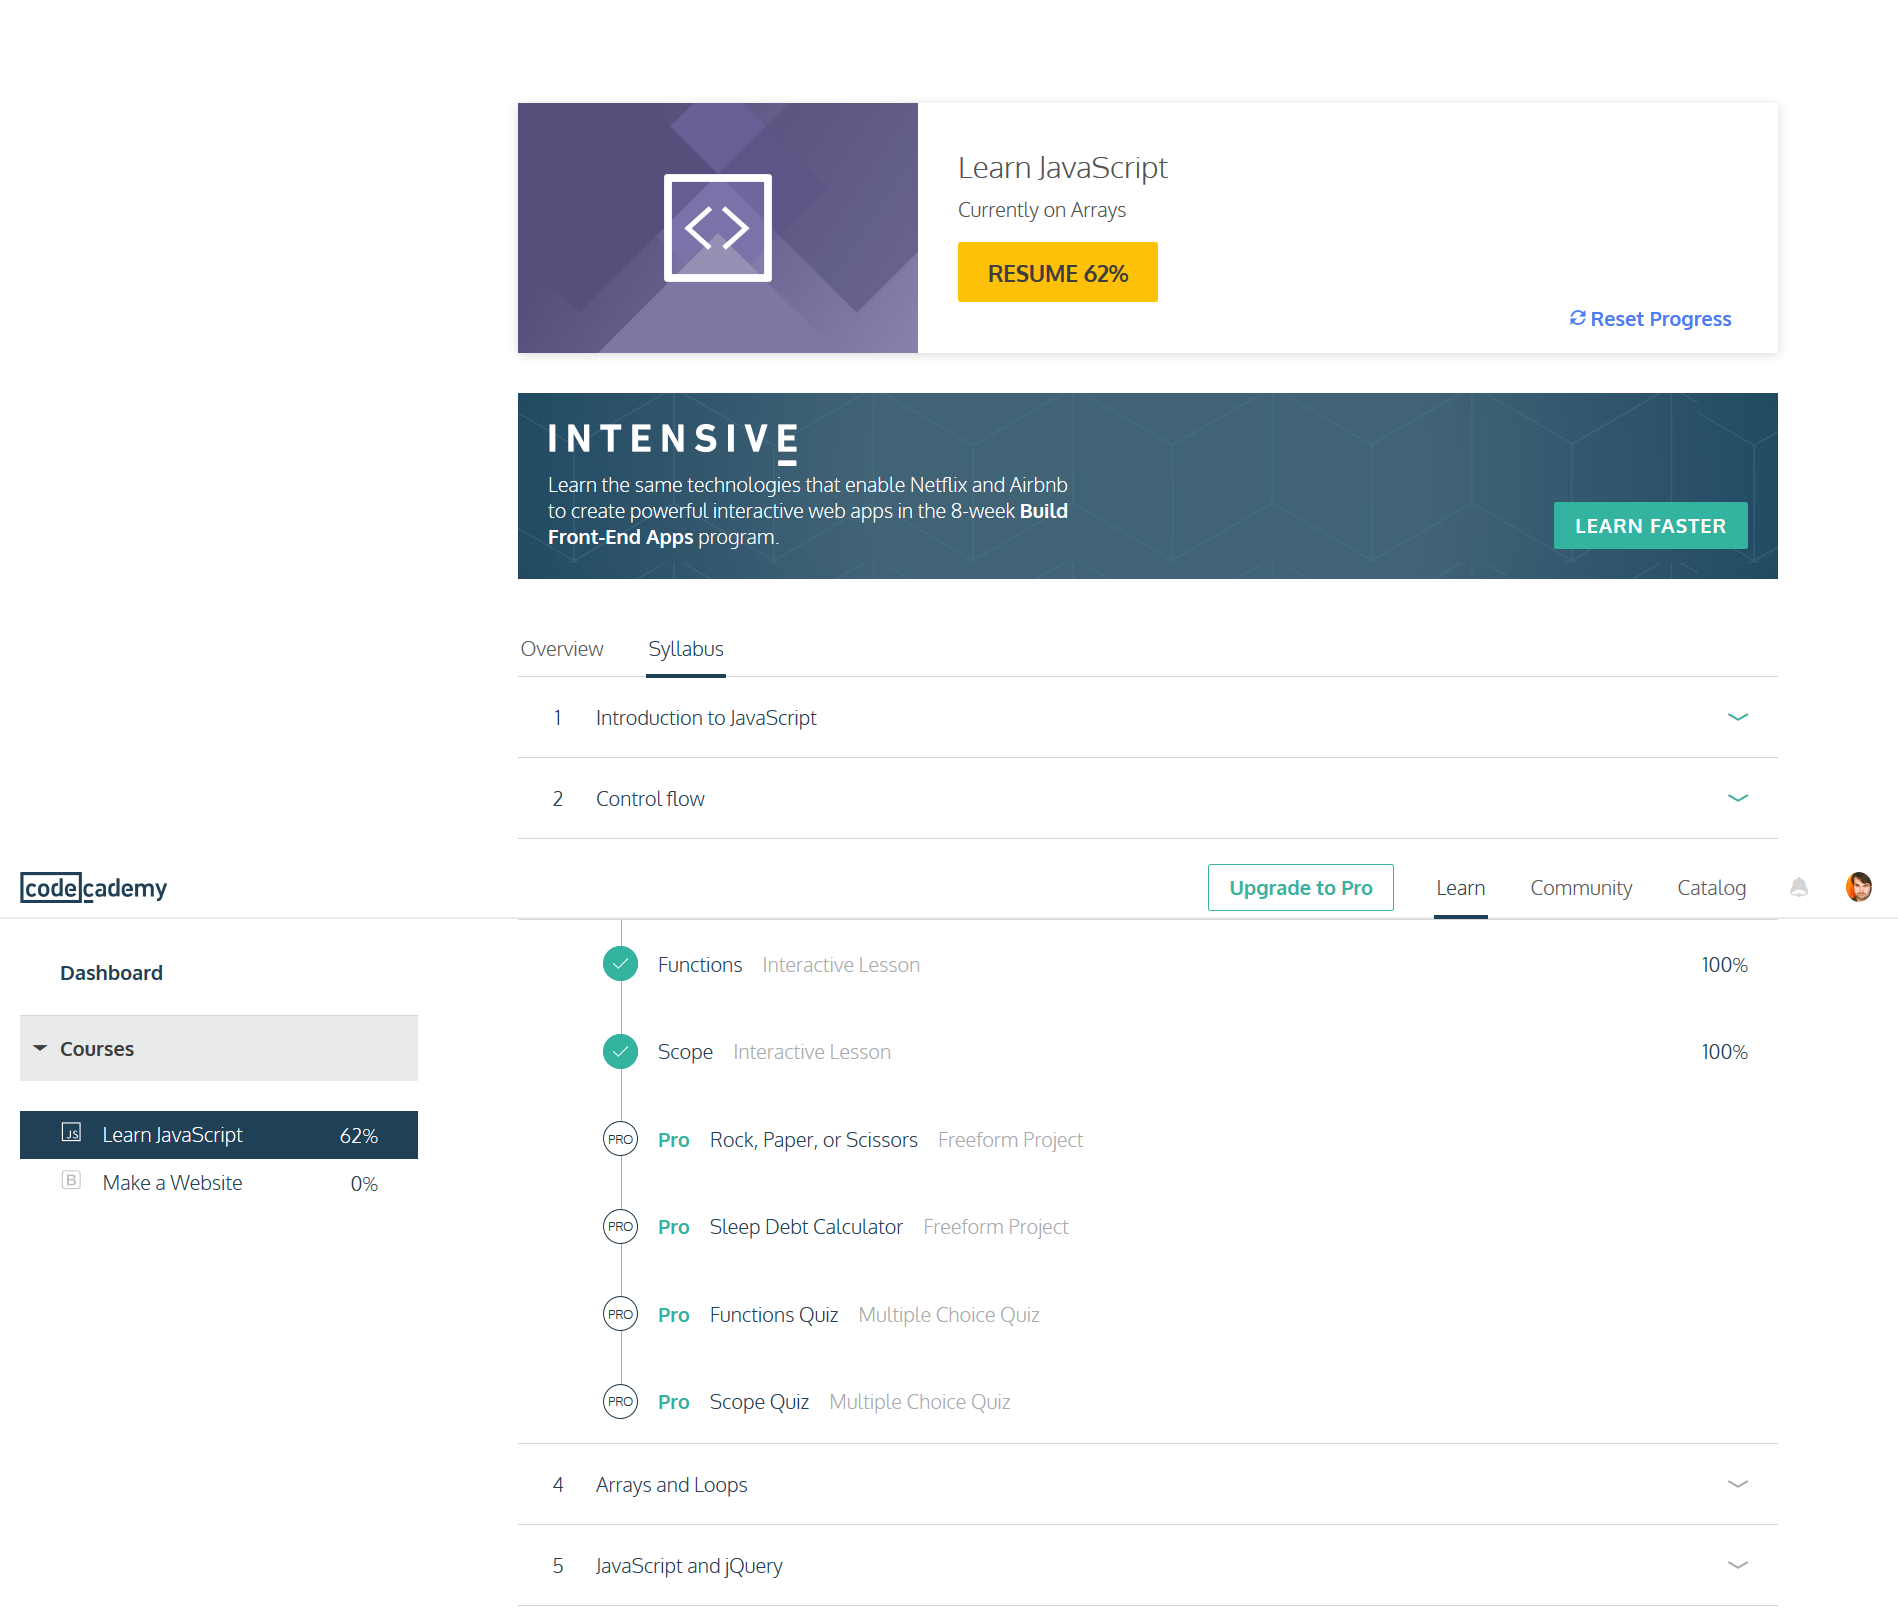 Learn JavaScript
Currently on Arrays
RESUME 62%
Reset Progress
INTENSIVE
Learn the same technologies that enable Netflix and Airbnb
to create powerful interactive web apps in the 8-week Build
Front-End Apps program.
LEARN FASTER
Overview Syllabus
1 Introduction to JavaScript
2 Control flow
codecademy Upgrade to Pro Learn Community Catalog
Dashboard
Courses
JS Learn JavaScript 62%
B Make a Website 0%
Functions Interactive Lesson 100%
Scope Interactive Lesson 100%
PRO Pro Rock, Paper, or Scissors Freeform Project
PRO Pro Sleep Debt Calculator Freeform Project
PRO Pro Functions Quiz Multiple Choice Quiz
PRO Pro Scope Quiz Multiple Choice Quiz
4 Arrays and Loops
5 JavaScript and jQuery